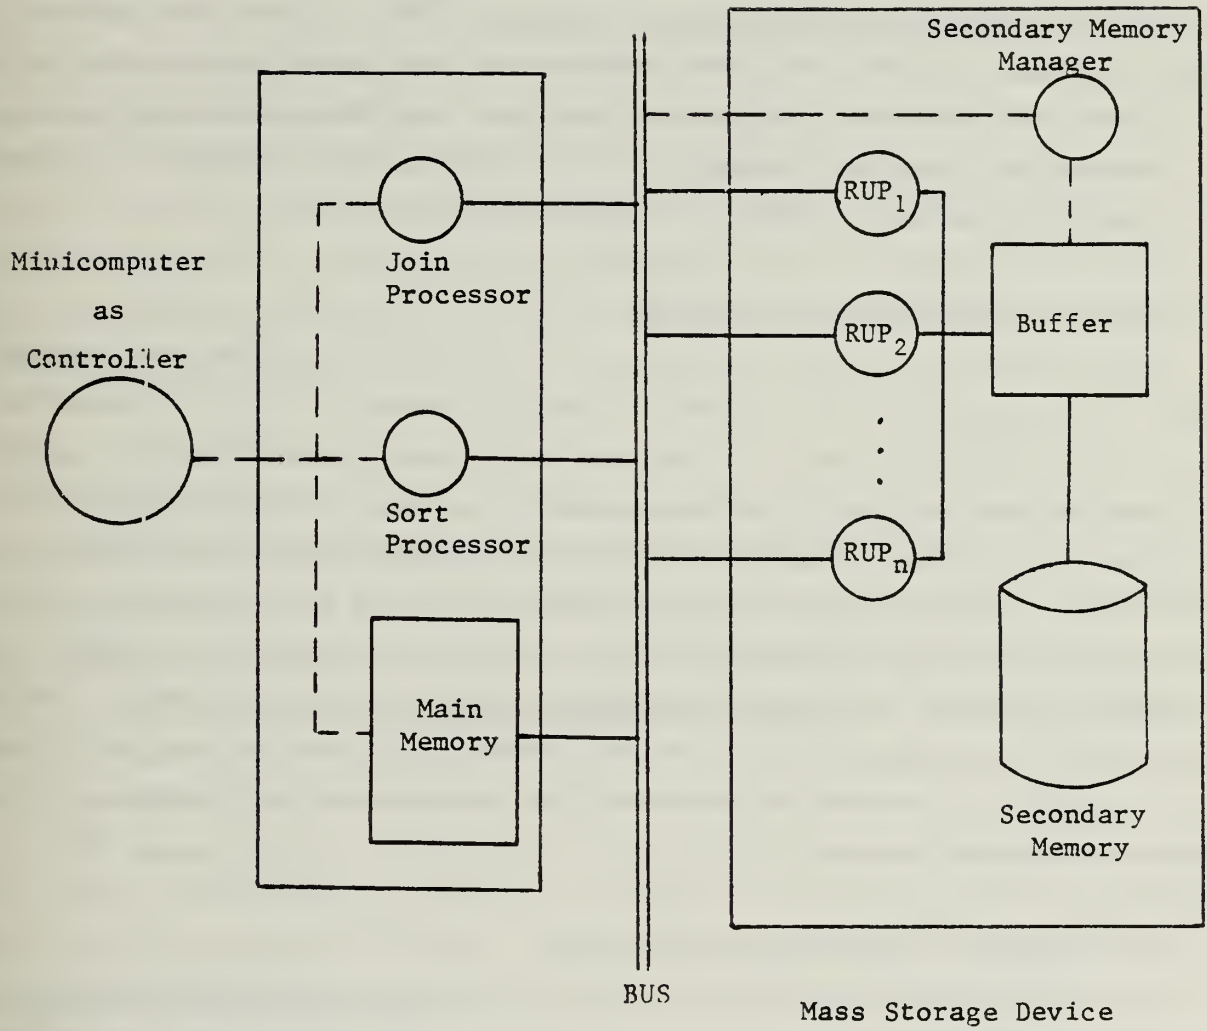 Secondary Memory
Manager
RUP1
Join
Processor
Minicomputer
as
Controller
RUP2
Buffer
Sort
Processor
RUPn
Main
Memory
Secondary
Memory
BUS
Mass Storage Device